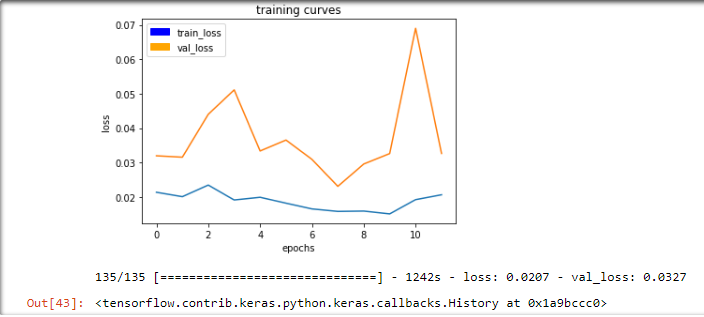 training curves
0.07
0.06
0.05
0.04
0.03
0.02
loss
train_loss
val_loss
0 2 4 6 8 10
epochs
135/135 [==============================] - 1242s - loss: 0.0207 - val_loss: 0.0327
Out[43]: <tensorflow.contrib.keras.python.keras.callbacks.History at 0x1a9bccc0>